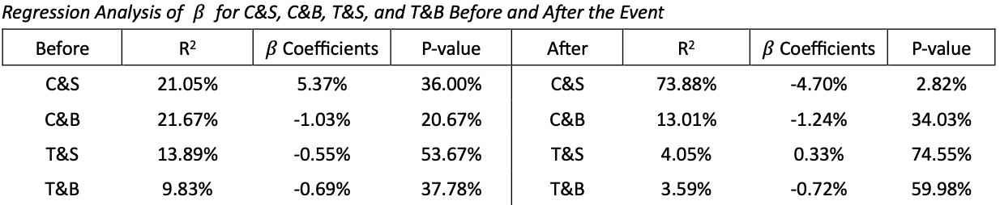 Regression Analysis of β for C&S, C&B, T&S, and T&B Before and After the Event
Before R² β Coefficients P-value After R² β Coefficients P-value
C&S 21.05% 5.37% 36.00% C&S 73.88% -4.70% 2.82%
C&B 21.67% -1.03% 20.67% C&B 13.01% -1.24% 34.03%
T&S 13.89% -0.55% 53.67% T&S 4.05% 0.33% 74.55%
T&B 9.83% -0.69% 37.78% T&B 3.59% -0.72% 59.98%